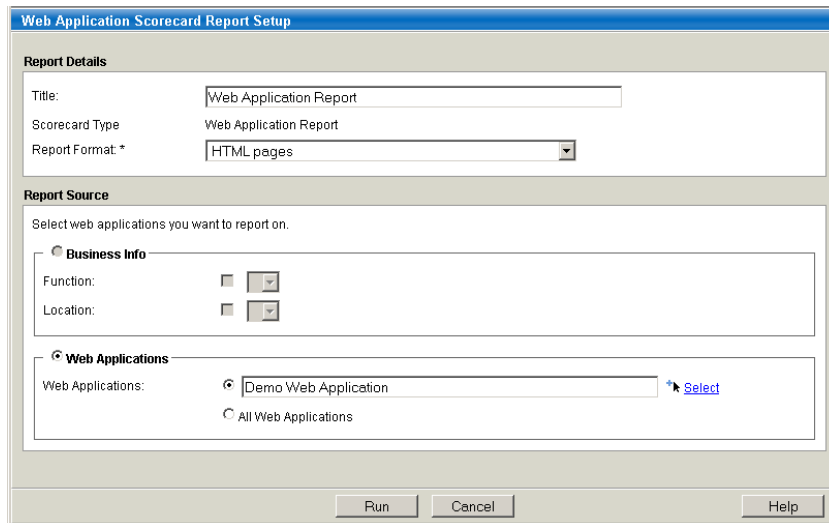 Web Application Scorecard Report Setup
Report Details
Title: Web Application Report
Scorecard Type Web Application Report
Report Format: * HTML pages
Report Source
Select web applications you want to report on.
Business Info
Function:
Location:
Web Applications
Web Applications: Demo Web Application Select
All Web Applications
Run Cancel Help